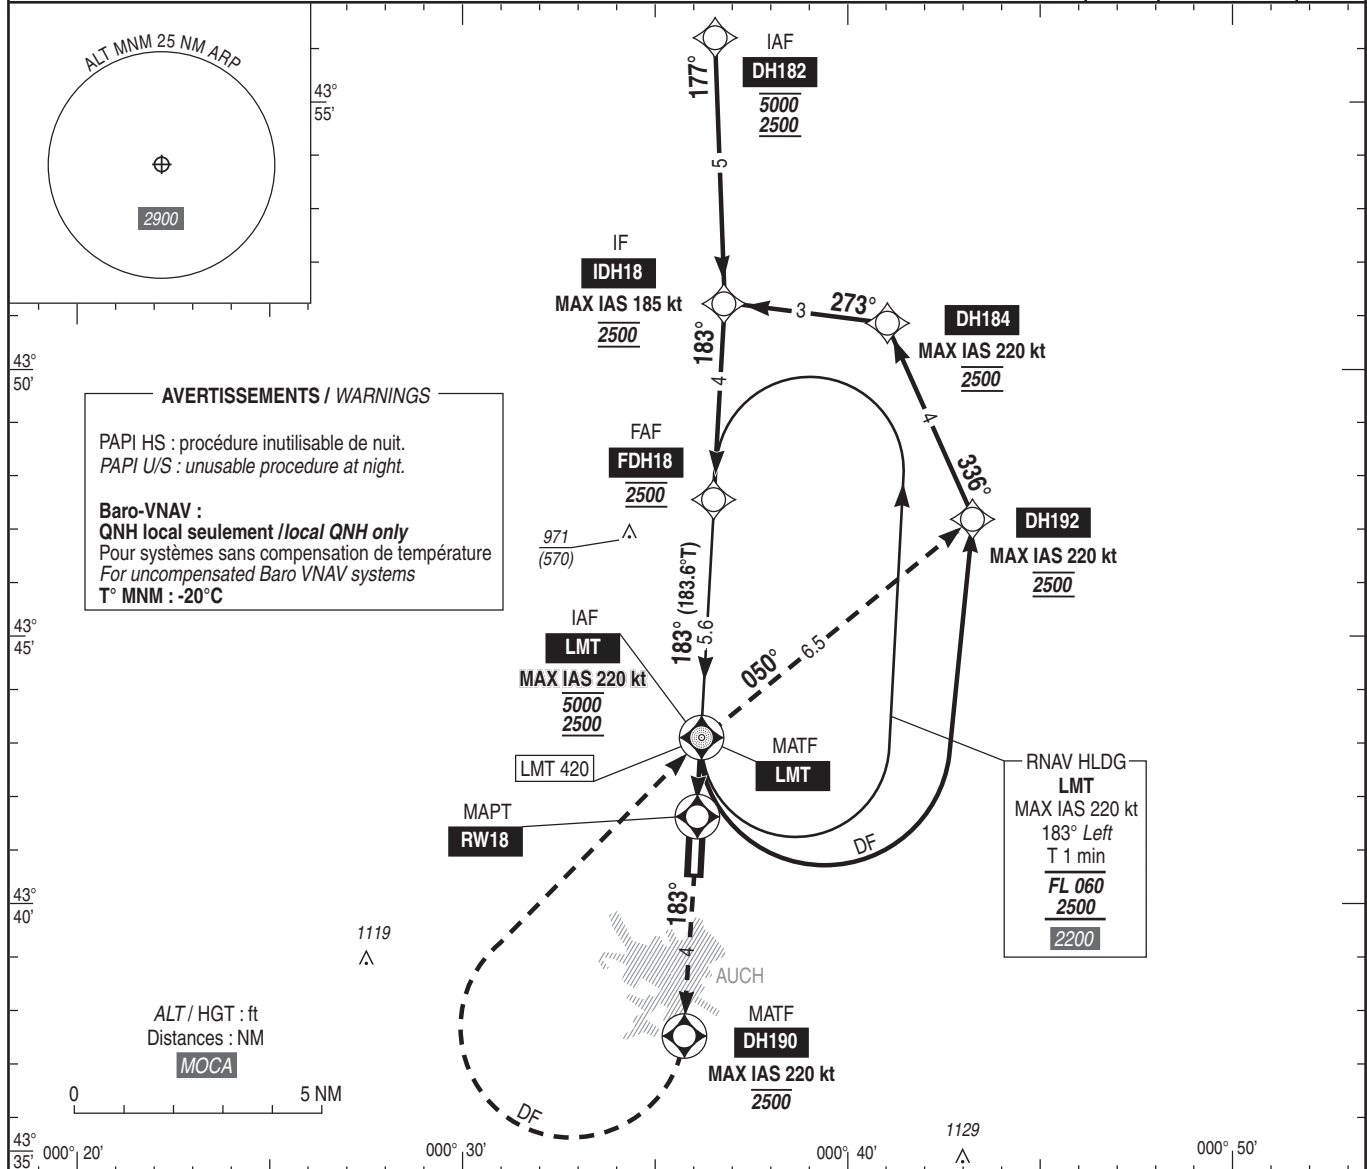 ALT MNM 25 NM ARP
2900
43°
55'
IAF
DH182
5000
2500
177°
5
IF
IDH18
MAX IAS 185 kt
2500
183°
4
3
273°
DH184
MAX IAS 220 kt
2500
43°
50'
AVERTISSEMENTS / WARNINGS
PAPI HS : procédure inutilisable de nuit.
PAPI U/S : unusable procedure at night.
Baro-VNAV :
QNH local seulement /local QNH only
Pour systèmes sans compensation de température
For uncompensated Baro VNAV systems
T° MNM : -20°C
FAF
FDH18
2500
971
(570)
4
336°
DH192
MAX IAS 220 kt
2500
183° (183.6°T)
5.6
050°
6.5
43°
45'
IAF
LMT
MAX IAS 220 kt
5000
2500
LMT 420
MATF
LMT
MAPT
RW18
DF
RNAV HLDG
LMT
MAX IAS 220 kt
183° Left
T 1 min
FL 060
2500
2200
43°
40'
183°
4
1119
AUCH
MATF
DH190
MAX IAS 220 kt
2500
ALT / HGT : ft
Distances : NM
MOCA
0
5 NM
DF
1129
43°
35'
000° 20'
000° 30'
000° 40'
000° 50'